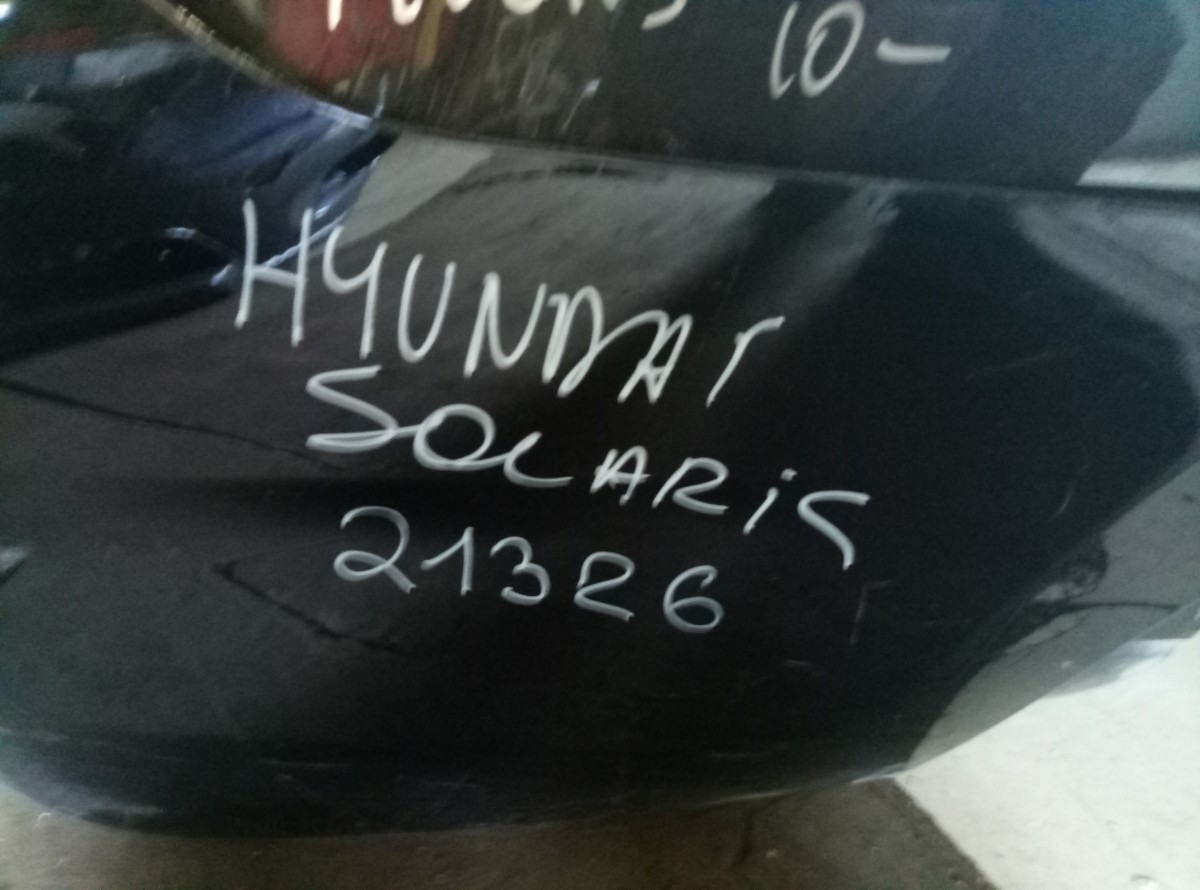 10-
HYUNDAI
SOLARIS
21326